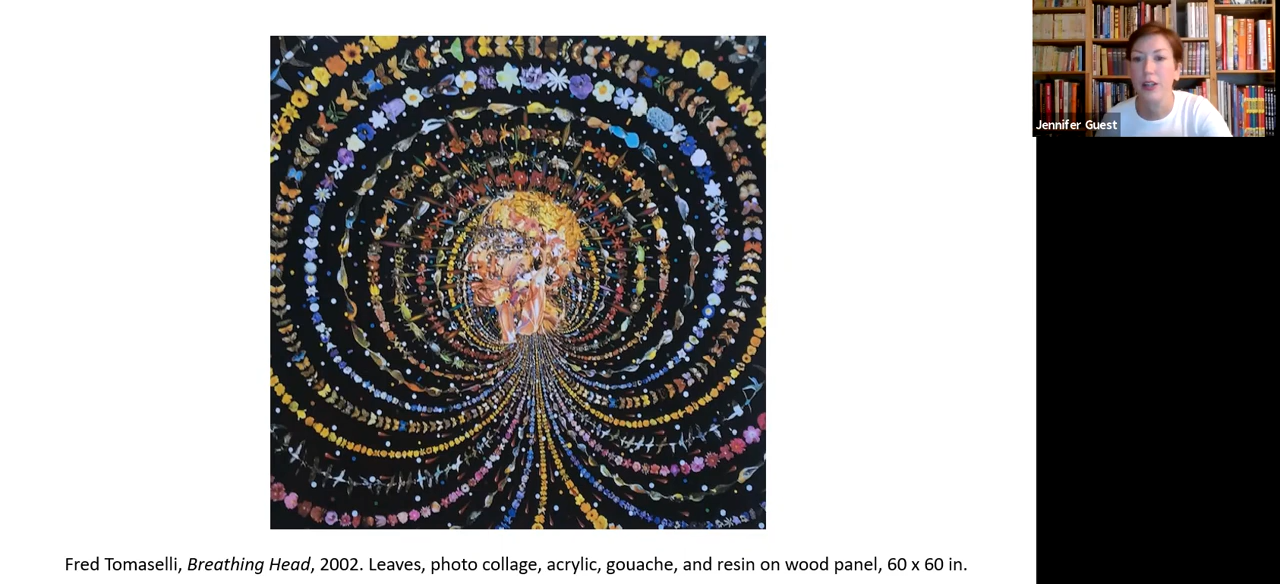 Jennifer Guest
Fred Tomaselli, Breathing Head, 2002. Leaves, photo collage, acrylic, gouache, and resin on wood panel, 60 x 60 in.